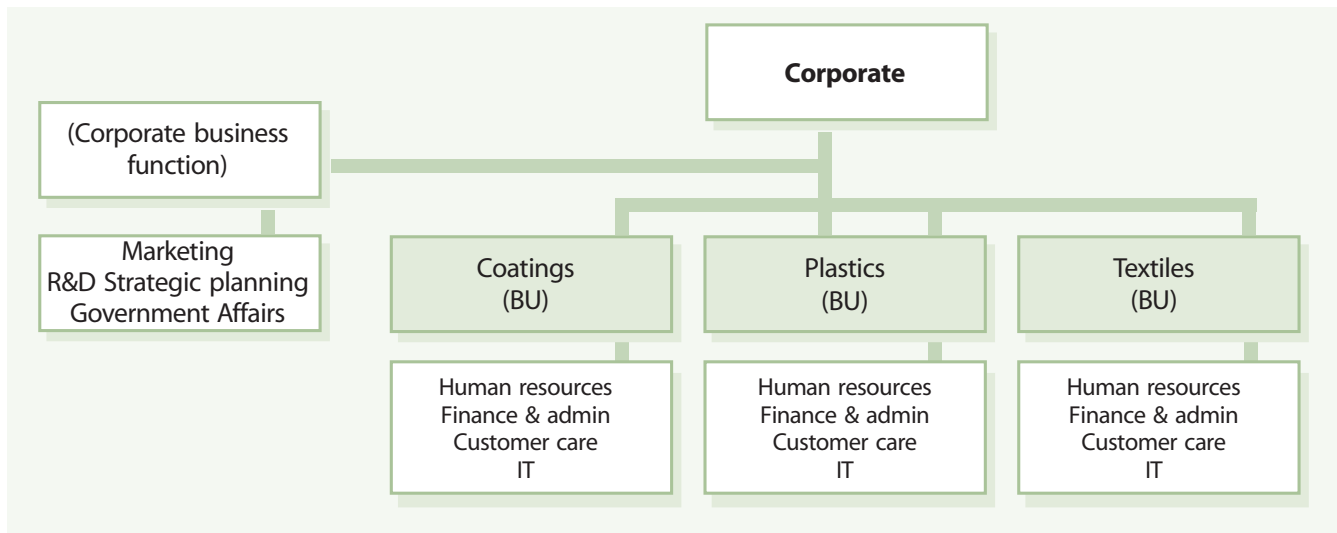 Corporate
(Corporate business
function)
Marketing
R&D Strategic planning
Government Affairs
Coatings
(BU)
Plastics
(BU)
Textiles
(BU)
Human resources
Finance & admin
Customer care
IT
Human resources
Finance & admin
Customer care
IT
Human resources
Finance & admin
Customer care
IT